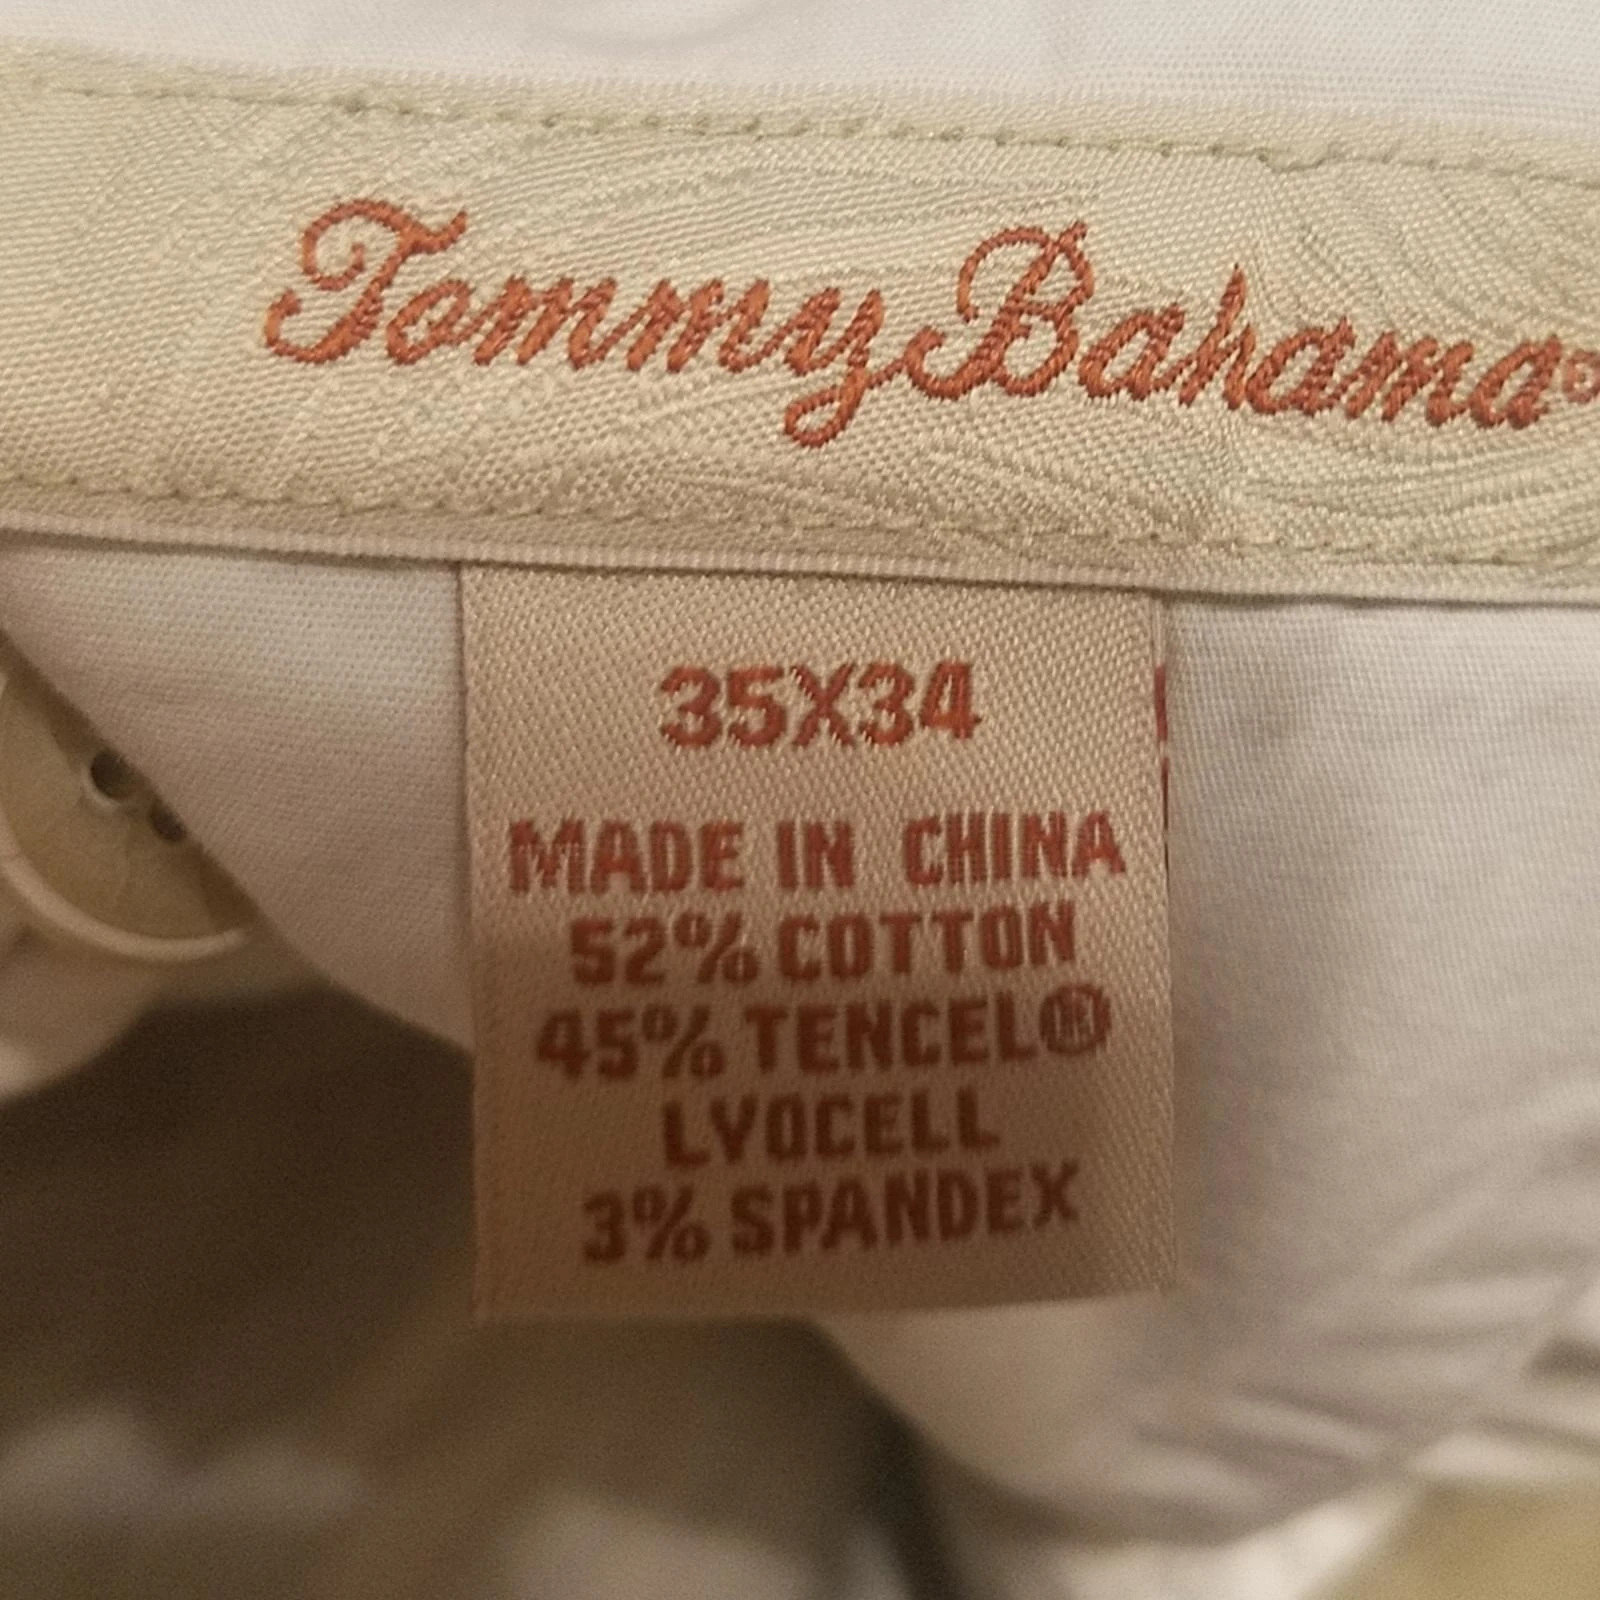 Tommy Bahama®
35X34
MADE IN CHINA
52% COTTON
45% TENCEL®
LYOCELL
3% SPANDEX